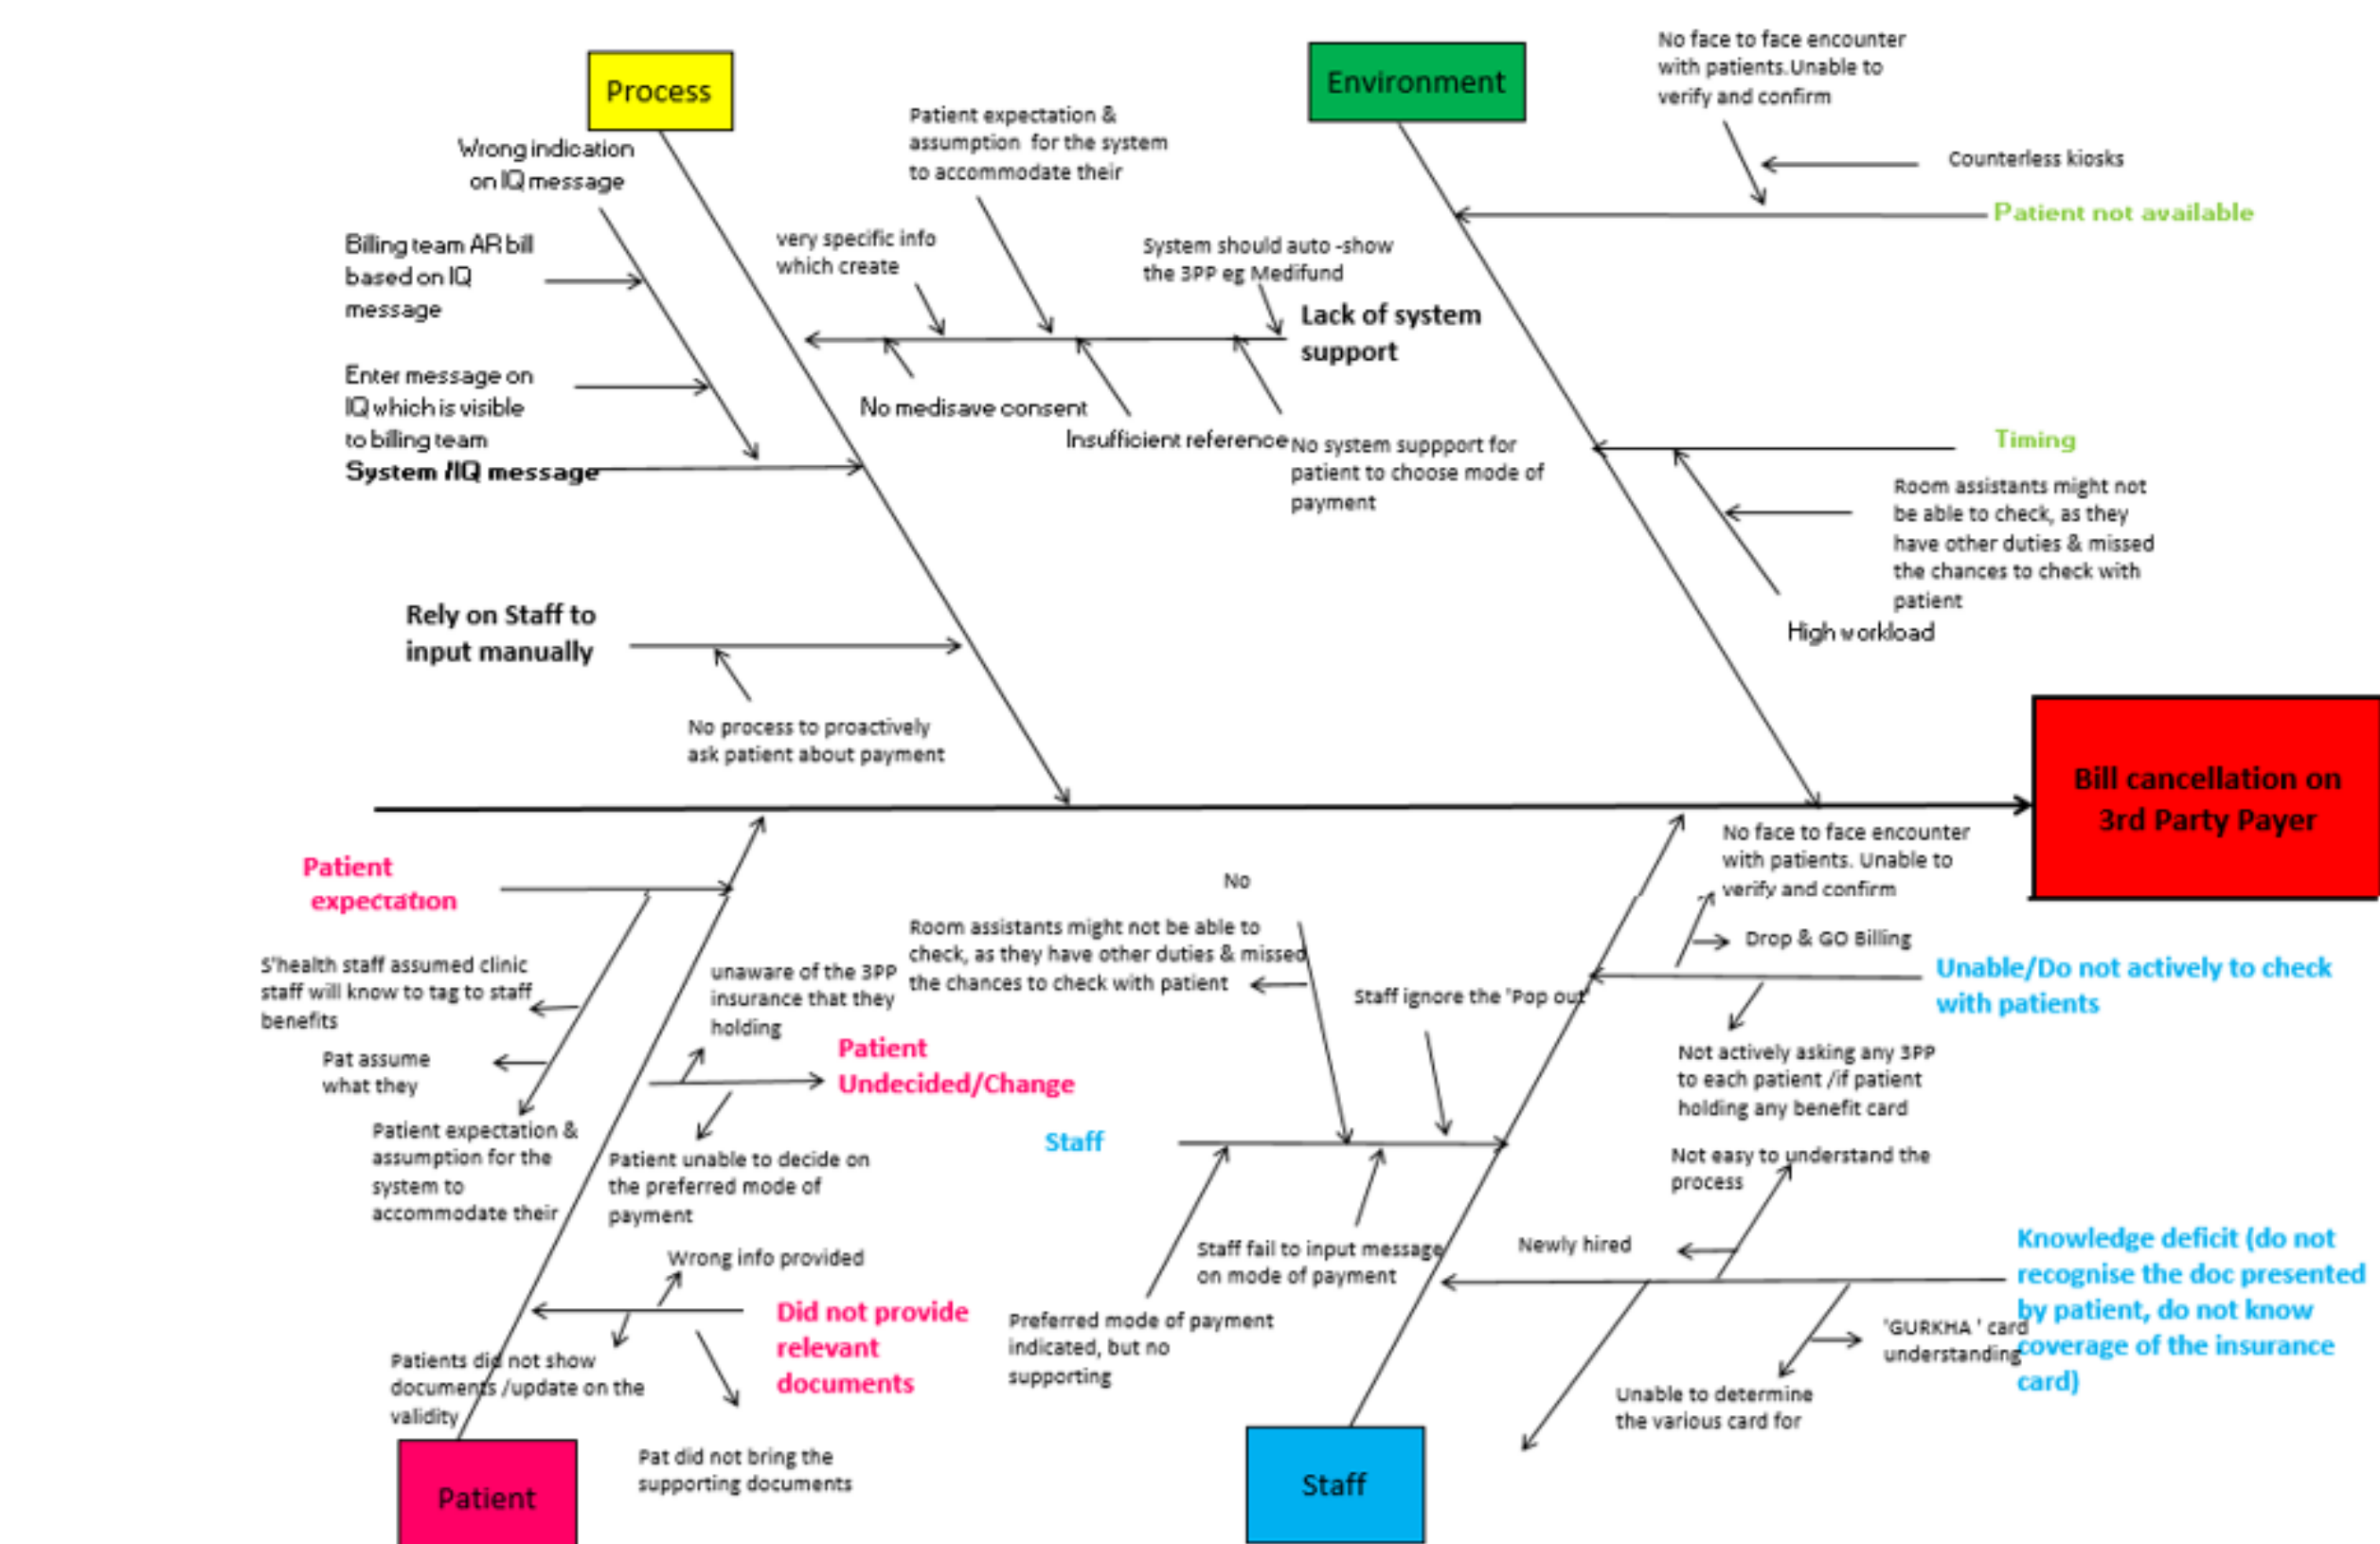 Process
Wrong indication
on IQ message
Billing team AR bill
based on IQ
message
Enter message on
IQ which is visible
to billing team
System /IQ message
Patient expectation &
assumption for the system
to accommodate their
very specific info
which create
System should auto -show
the 3PP eg Medifund
Lack of system
support
No medisave consent
Insufficient reference
No system suppport for
patient to choose mode of
payment
Rely on Staff to
input manually
No process to proactively
ask patient about payment
Environment
No face to face encounter
with patients.Unable to
verify and confirm
Counterless kiosks
Patient not available
Timing
Room assistants might not
be able to check, as they
have other duties & missed
the chances to check with
patient
High workload
Bill cancellation on
3rd Party Payer
Patient
expectation
S'health staff assumed clinic
staff will know to tag to staff
benefits
Pat assume
what they
Patient expectation &
assumption for the
system to
accommodate their
unaware of the 3PP
insurance that they
holding
Patient
Undecided/Change
Patient unable to decide on
the preferred mode of
payment
Wrong info provided
Did not provide
relevant
documents
Patients did not show
documents /update on the
validity
Pat did not bring the
supporting documents
Patient
No
Room assistants might not be able to
check, as they have other duties & missed
the chances to check with patient
Staff ignore the 'Pop out'
Staff
Staff fail to input message
on mode of payment
Preferred mode of payment
indicated, but no
supporting
No face to face encounter
with patients. Unable to
verify and confirm
Drop & GO Billing
Unable/Do not actively to check
with patients
Not actively asking any 3PP
to each patient /if patient
holding any benefit card
Not easy to understand the
process
Newly hired
Knowledge deficit (do not
recognise the doc presented
by patient, do not know
coverage of the insurance
card)
'GURKHA ' card
understanding
Unable to determine
the various card for
Staff